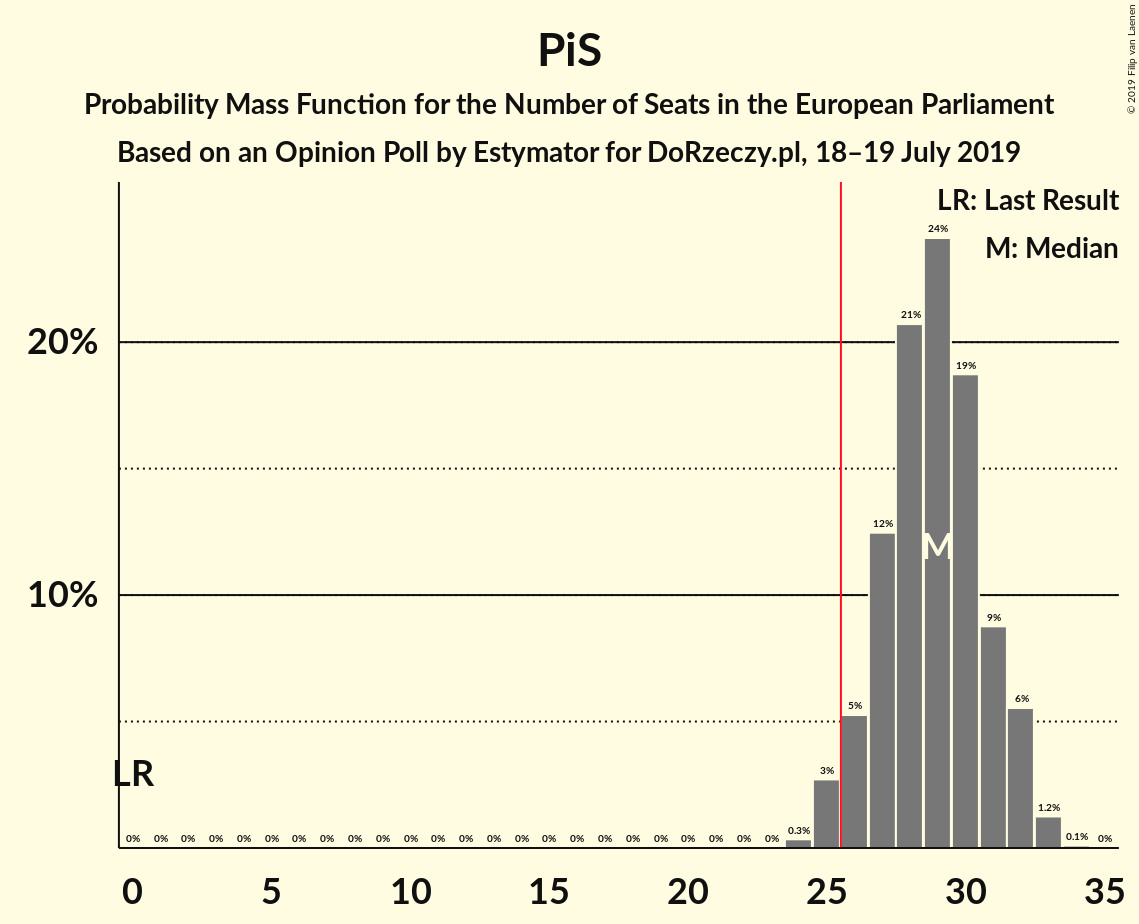 PiS
Probability Mass Function for the Number of Seats in the European Parliament
Based on an Opinion Poll by Estymator for DoRzeczy.pl, 18–19 July 2019
© 2019 Filip van Laenen
LR: Last Result
M: Median
24%
21%
20%
19%
12%
M
10%
9%
6%
5%
LR
3%
1.2%
0% 0% 0% 0% 0% 0% 0% 0% 0% 0% 0% 0% 0% 0% 0% 0% 0% 0% 0% 0% 0% 0% 0% 0% 0.3% 0.1% 0%
0 5 10 15 20 25 30 35